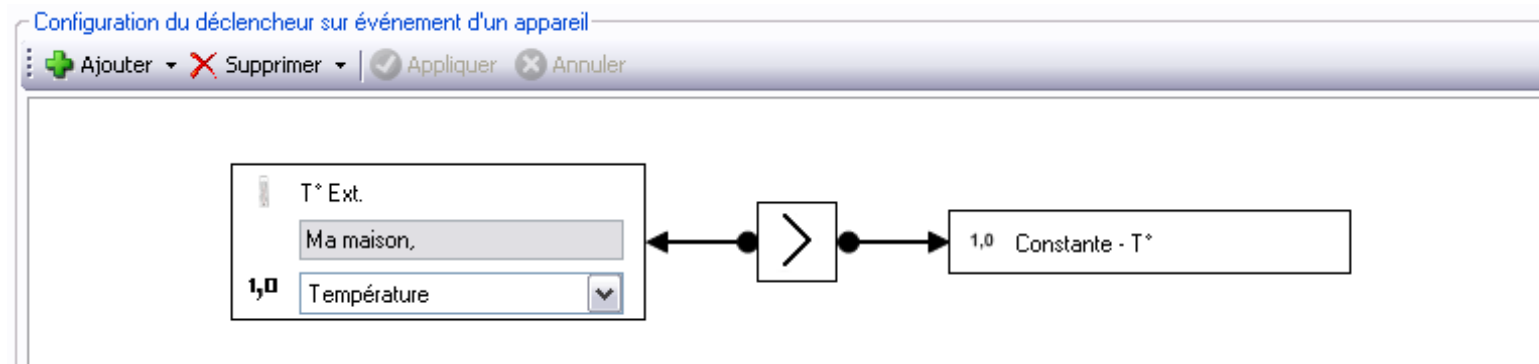 Configuration du déclencheur sur événement d'un appareil
Ajouter Supprimer Appliquer Annuler
T° Ext.
Ma maison,
1,0 Température
>
1,0 Constante - T°